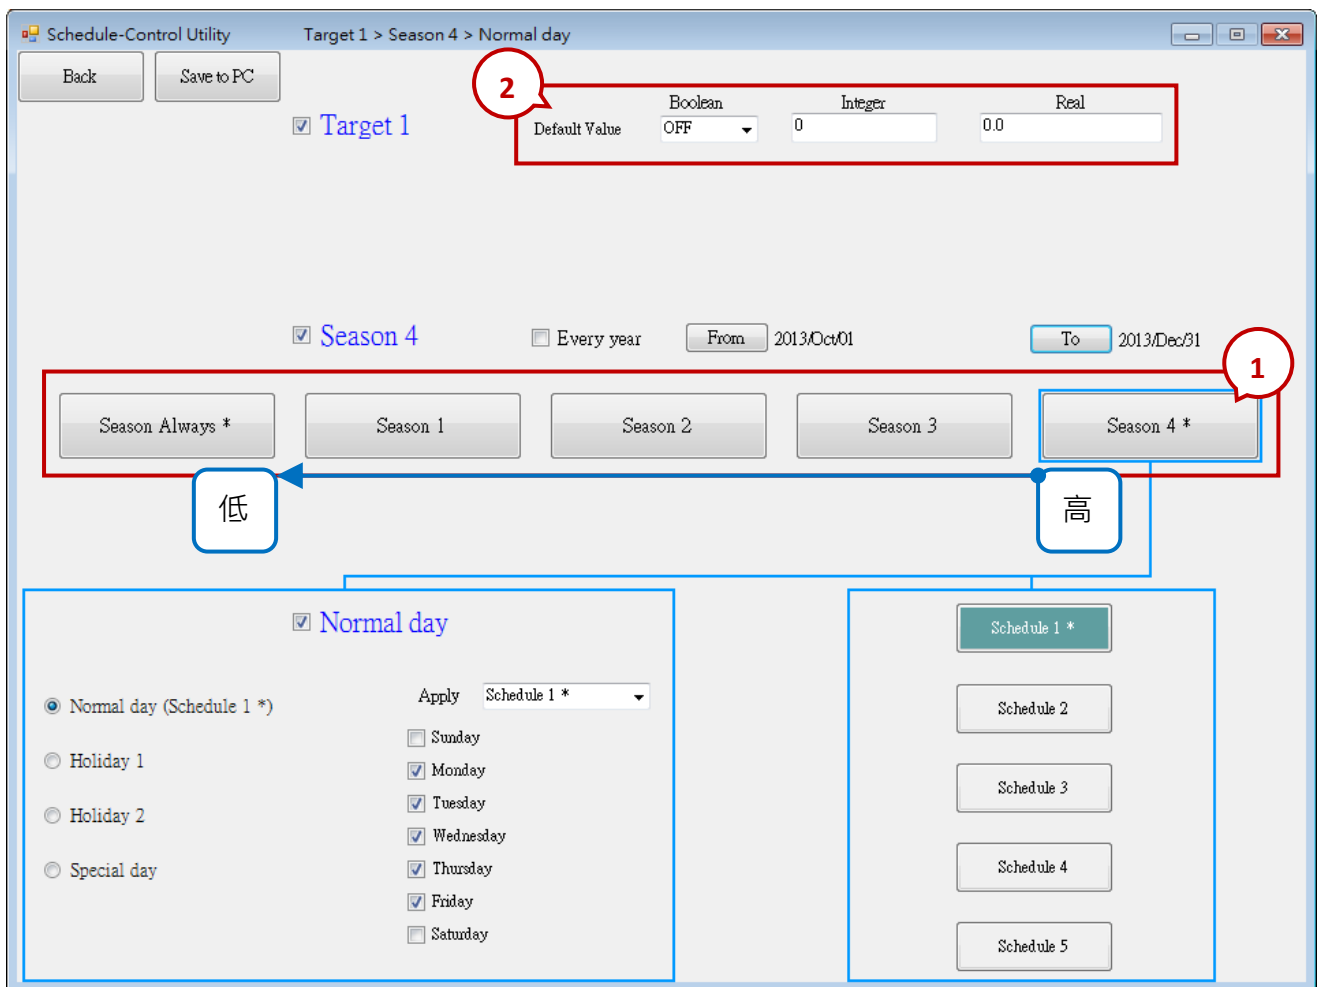 Schedule-Control Utility Target 1 > Season 4 > Normal day
Back Save to PC
2
Boolean Integer Real
Target 1 Default Value OFF 0 0.0
Season 4 Every year From 2013/Oct/01 To 2013/Dec/31
1
Season Always * Season 1 Season 2 Season 3 Season 4 *
低 高
Normal day
Schedule 1 *
Apply Schedule 1 *
Normal day (Schedule 1 *)
Schedule 2
Sunday
Holiday 1
Monday
Schedule 3
Tuesday
Holiday 2
Wednesday
Special day
Thursday
Schedule 4
Friday
Saturday
Schedule 5